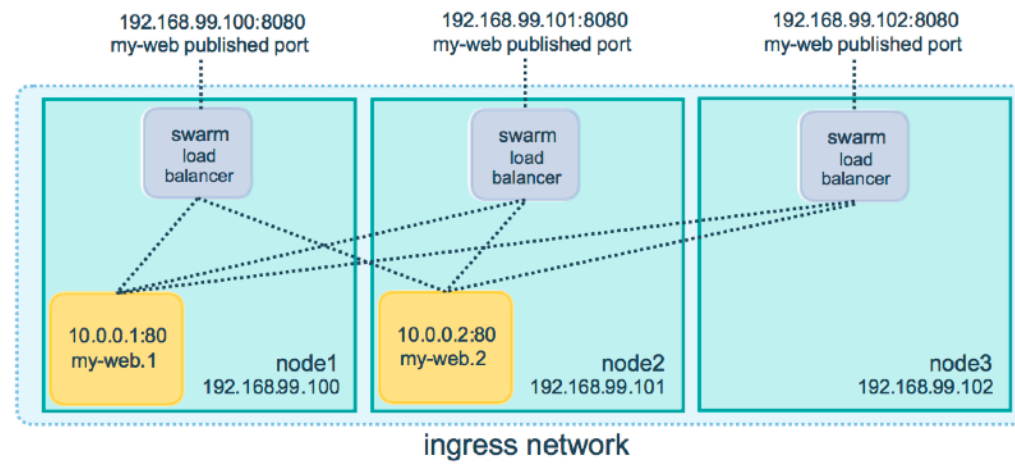 192.168.99.100:8080
my-web published port
192.168.99.101:8080
my-web published port
192.168.99.102:8080
my-web published port
swarm
load
balancer
swarm
load
balancer
swarm
load
balancer
10.0.0.1:80
my-web.1
node1
192.168.99.100
10.0.0.2:80
my-web.2
node2
192.168.99.101
node3
192.168.99.102
ingress network